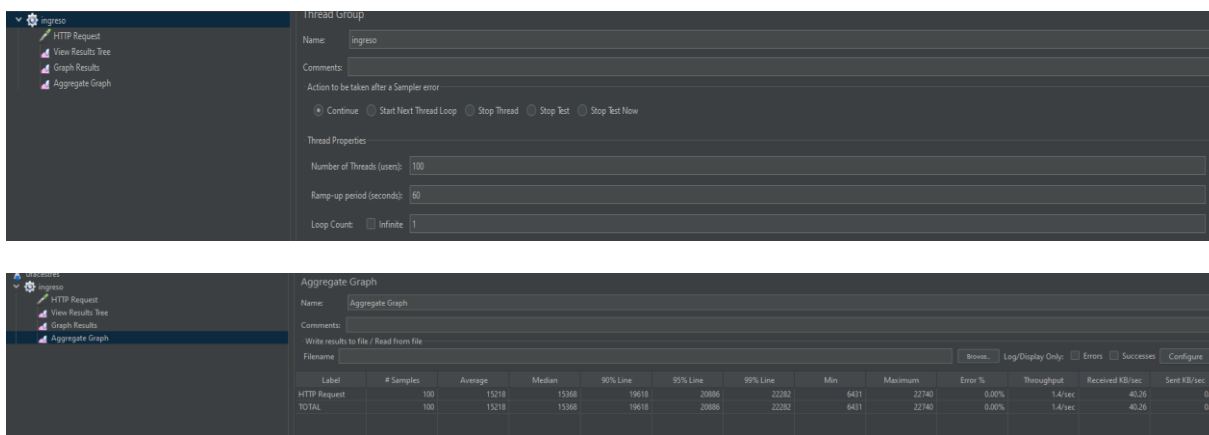 Thread Group
ingreso
HTTP Request
View Results Tree
Graph Results
Aggregate Graph
Name: ingreso
Comments:
Action to be taken after a Sampler error
Continue Start Next Thread Loop Stop Thread Stop Test Stop Test Now
Thread Properties
Number of Threads (users): 100
Ramp-up period (seconds): 60
Loop Count: Infinite 1
ingreso
HTTP Request
View Results Tree
Graph Results
Aggregate Graph
Aggregate Graph
Name: Aggregate Graph
Comments:
Write results to file / Read from file
Filename Browse... Log/Display Only: Errors Successes Configure
Label # Samples Average Median 90% Line 95% Line 99% Line Min Maximum Error % Throughput Received KB/sec Sent KB/sec
HTTP Request 100 15218 15368 19618 20886 22282 6431 22740 0.00% 1.4/sec 40.26
TOTAL 100 15218 15368 19618 20886 22282 6431 22740 0.00% 1.4/sec 40.26